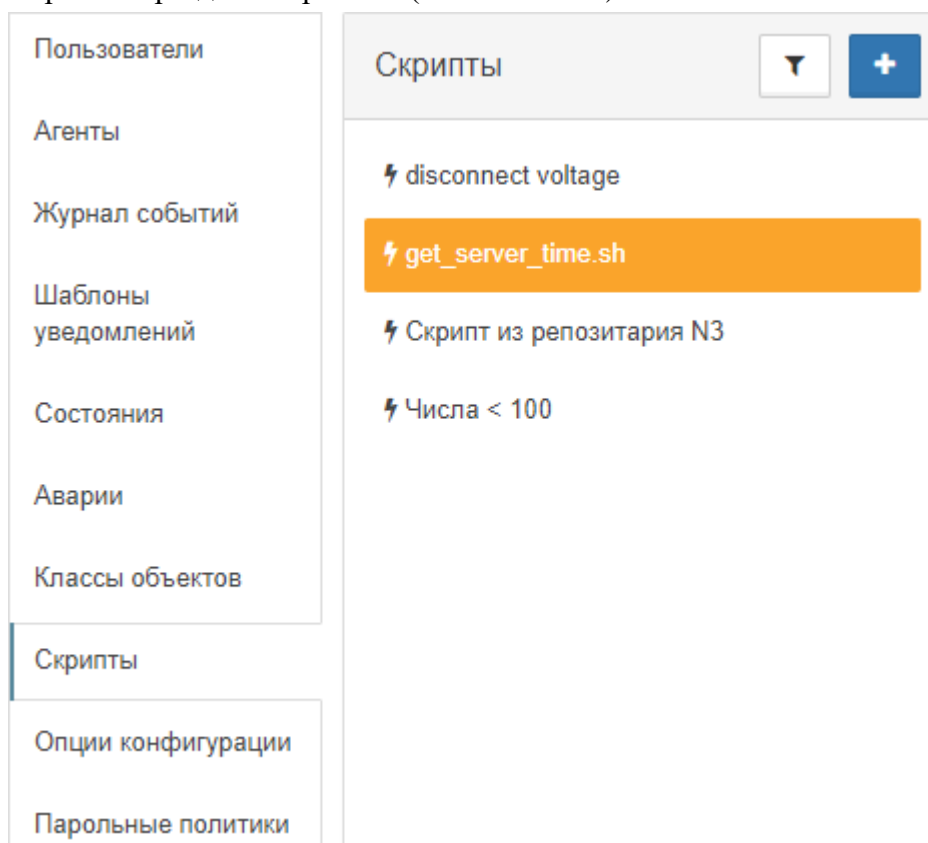 Пользователи
Агенты
Журнал событий
Шаблоны
уведомлений
Состояния
Аварии
Классы объектов
Скрипты
Опции конфигурации
Парольные политики
Скрипты
disconnect voltage
get_server_time.sh
Скрипт из репозитария N3
Числа < 100